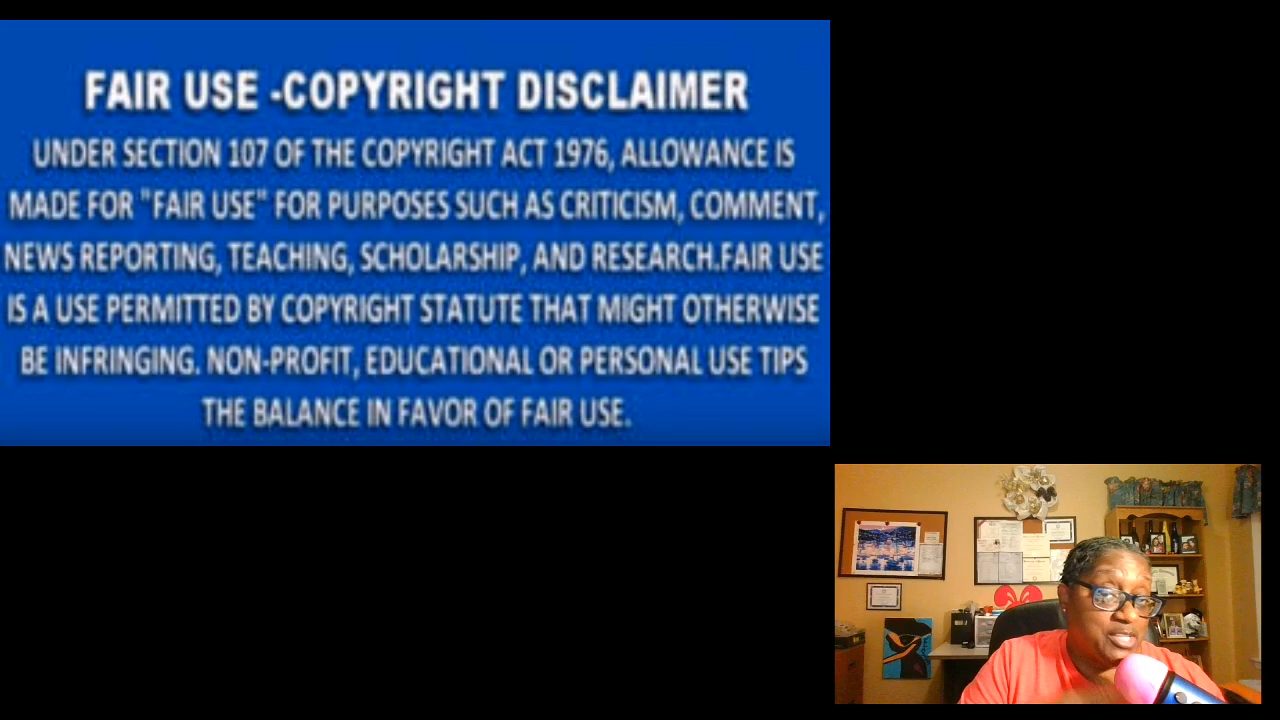 FAIR USE -COPYRIGHT DISCLAIMER
UNDER SECTION 107 OF THE COPYRIGHT ACT 1976, ALLOWANCE IS
MADE FOR "FAIR USE" FOR PURPOSES SUCH AS CRITICISM, COMMENT,
NEWS REPORTING, TEACHING, SCHOLARSHIP, AND RESEARCH.FAIR USE
IS A USE PERMITTED BY COPYRIGHT STATUTE THAT MIGHT OTHERWISE
BE INFRINGING. NON-PROFIT, EDUCATIONAL OR PERSONAL USE TIPS
THE BALANCE IN FAVOR OF FAIR USE.